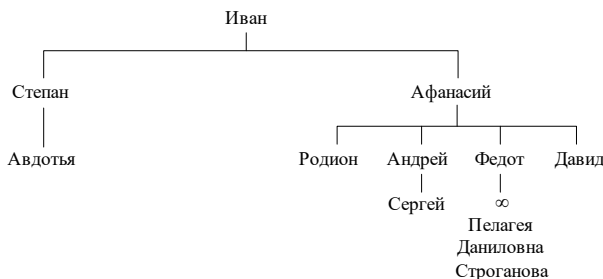 Иван
Степан Афанасий
Авдотья Родион Андрей Федот Давид
Сергей ∞
Пелагея
Даниловна
Строганова